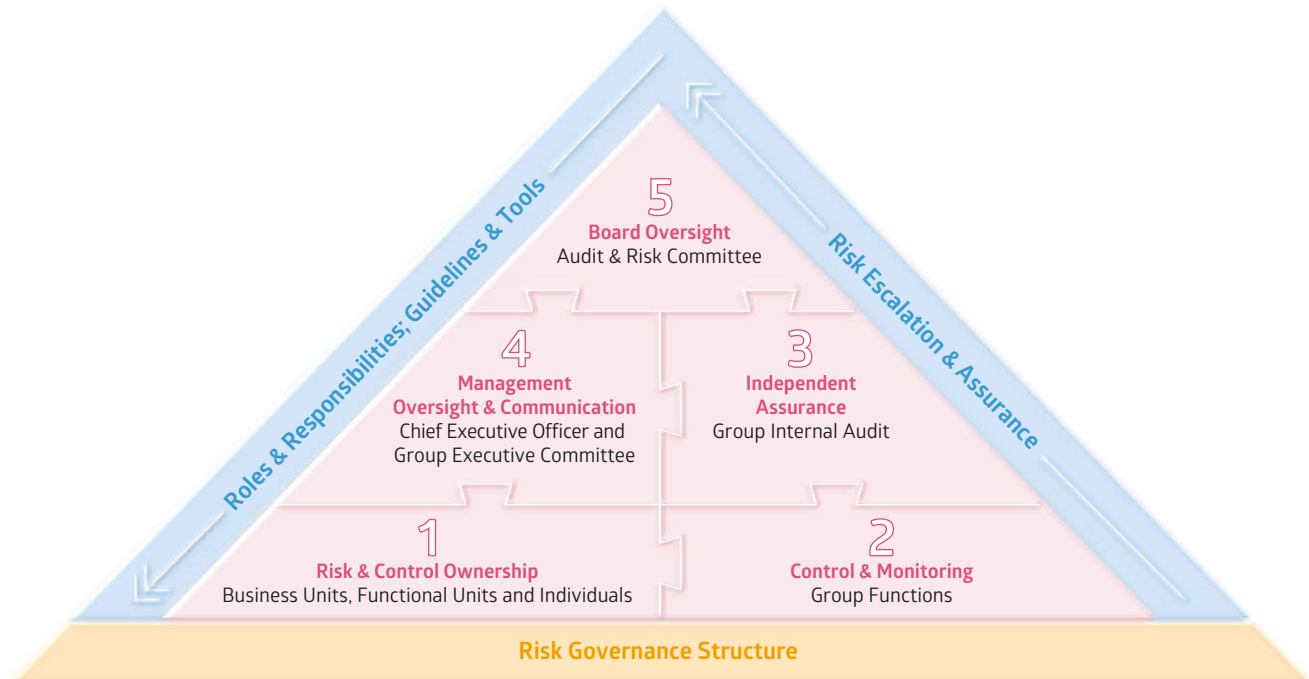 5
Board Oversight
Audit & Risk Committee
Roles & Responsibilities; Guidelines & Tools
Risk Escalation & Assurance
4
Management
Oversight & Communication
Chief Executive Officer and
Group Executive Committee
3
Independent
Assurance
Group Internal Audit
1
Risk & Control Ownership
Business Units, Functional Units and Individuals
2
Control & Monitoring
Group Functions
Risk Governance Structure